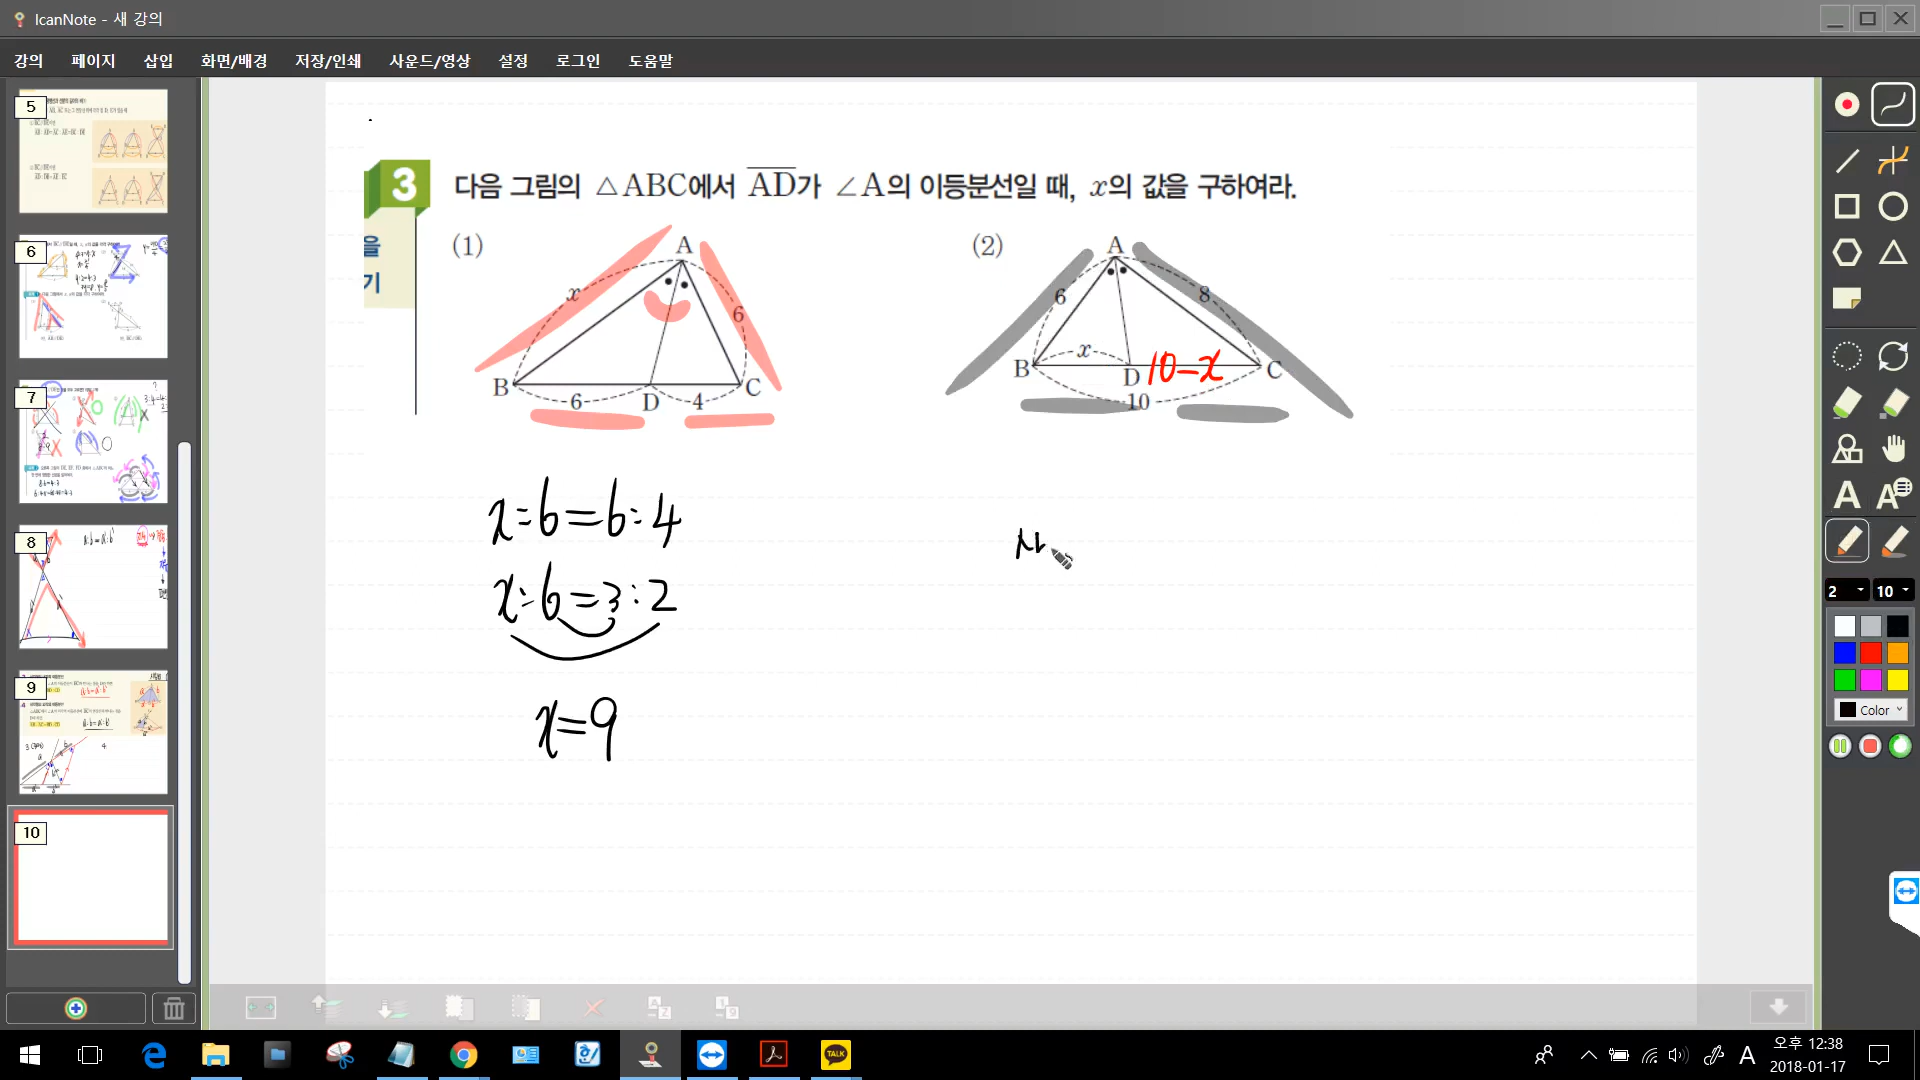 IcanNote - 새 강의
강의 페이지 삽입 화면/배경 저장/인쇄 사운드/영상 설정 로그인 도움말
5
6
7
8
9
10
3 다음 그림의 △ABC에서 AD가 ∠A의 이등분선일 때, x의 값을 구하여라.
을
기
(1)
A
x
6
B
6
D
4
C
(2)
A
6
8
B
x
D
10-x
C
10
x:6=6:4
x:6=3:2
x=9
2
10
Color
TALK
A
오후 12:38
2018-01-17